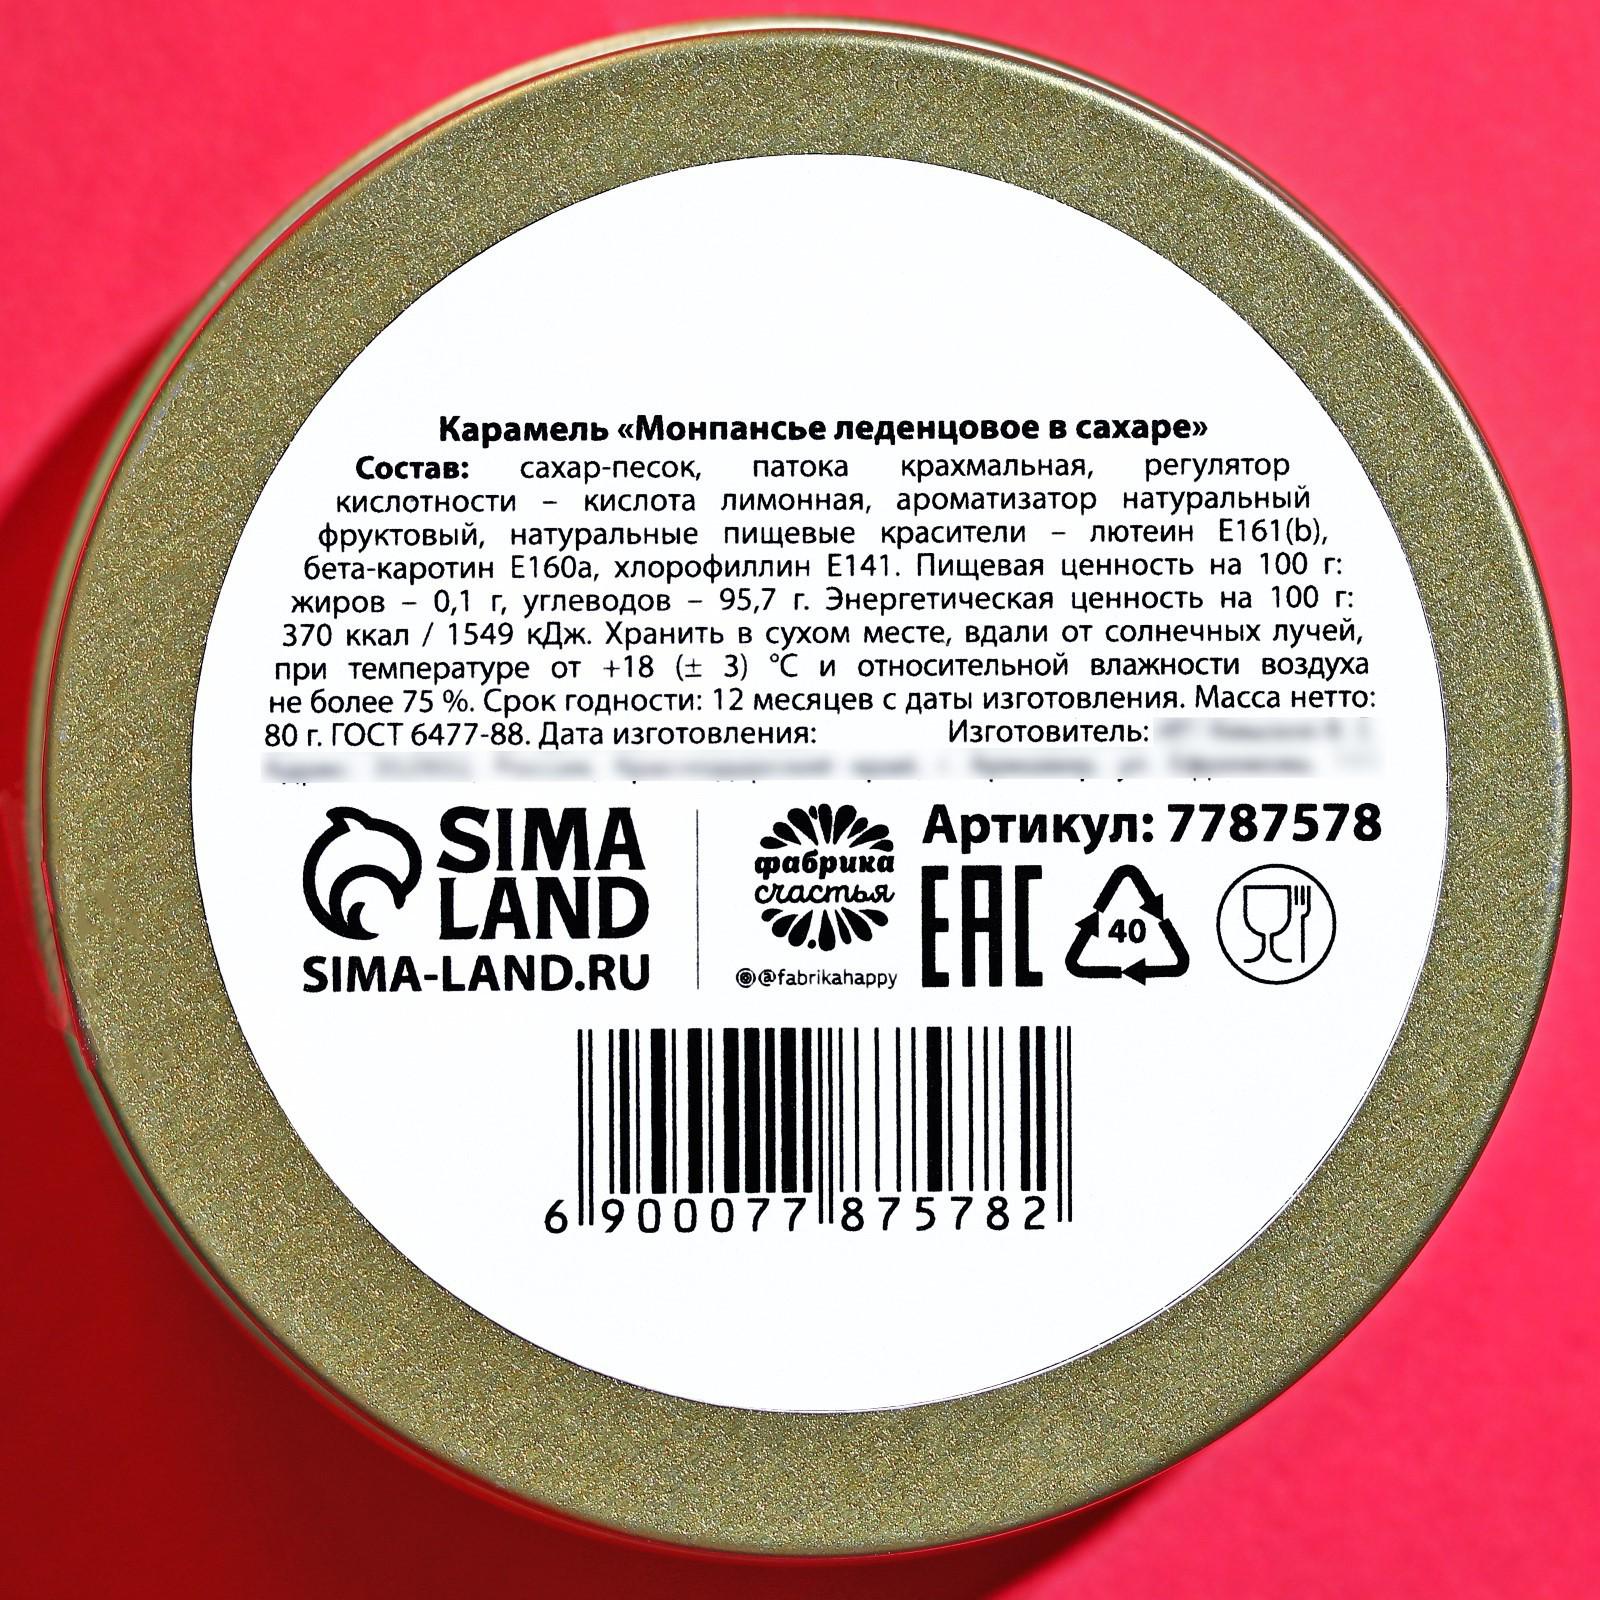 Карамель «Монпансье леденцовое в сахаре»
Состав: сахар-песок, патока крахмальная, регулятор
кислотности – кислота лимонная, ароматизатор натуральный
фруктовый, натуральные пищевые красители – лютеин Е161(b),
бета-каротин Е160а, хлорофиллин Е141. Пищевая ценность на 100 г:
жиров – 0,1 г, углеводов – 95,7 г. Энергетическая ценность на 100 г:
370 ккал / 1549 кДж. Хранить в сухом месте, вдали от солнечных лучей,
при температуре от +18 (± 3) °С и относительной влажности воздуха
не более 75 %. Срок годности: 12 месяцев с даты изготовления. Масса нетто:
80 г. ГОСТ 6477-88. Дата изготовления: Изготовитель:
SIMA
LAND
SIMA-LAND.RU
фабрика
счастья
@fabrikahappy
Артикул: 7787578
EAC
40
6 900077 875782